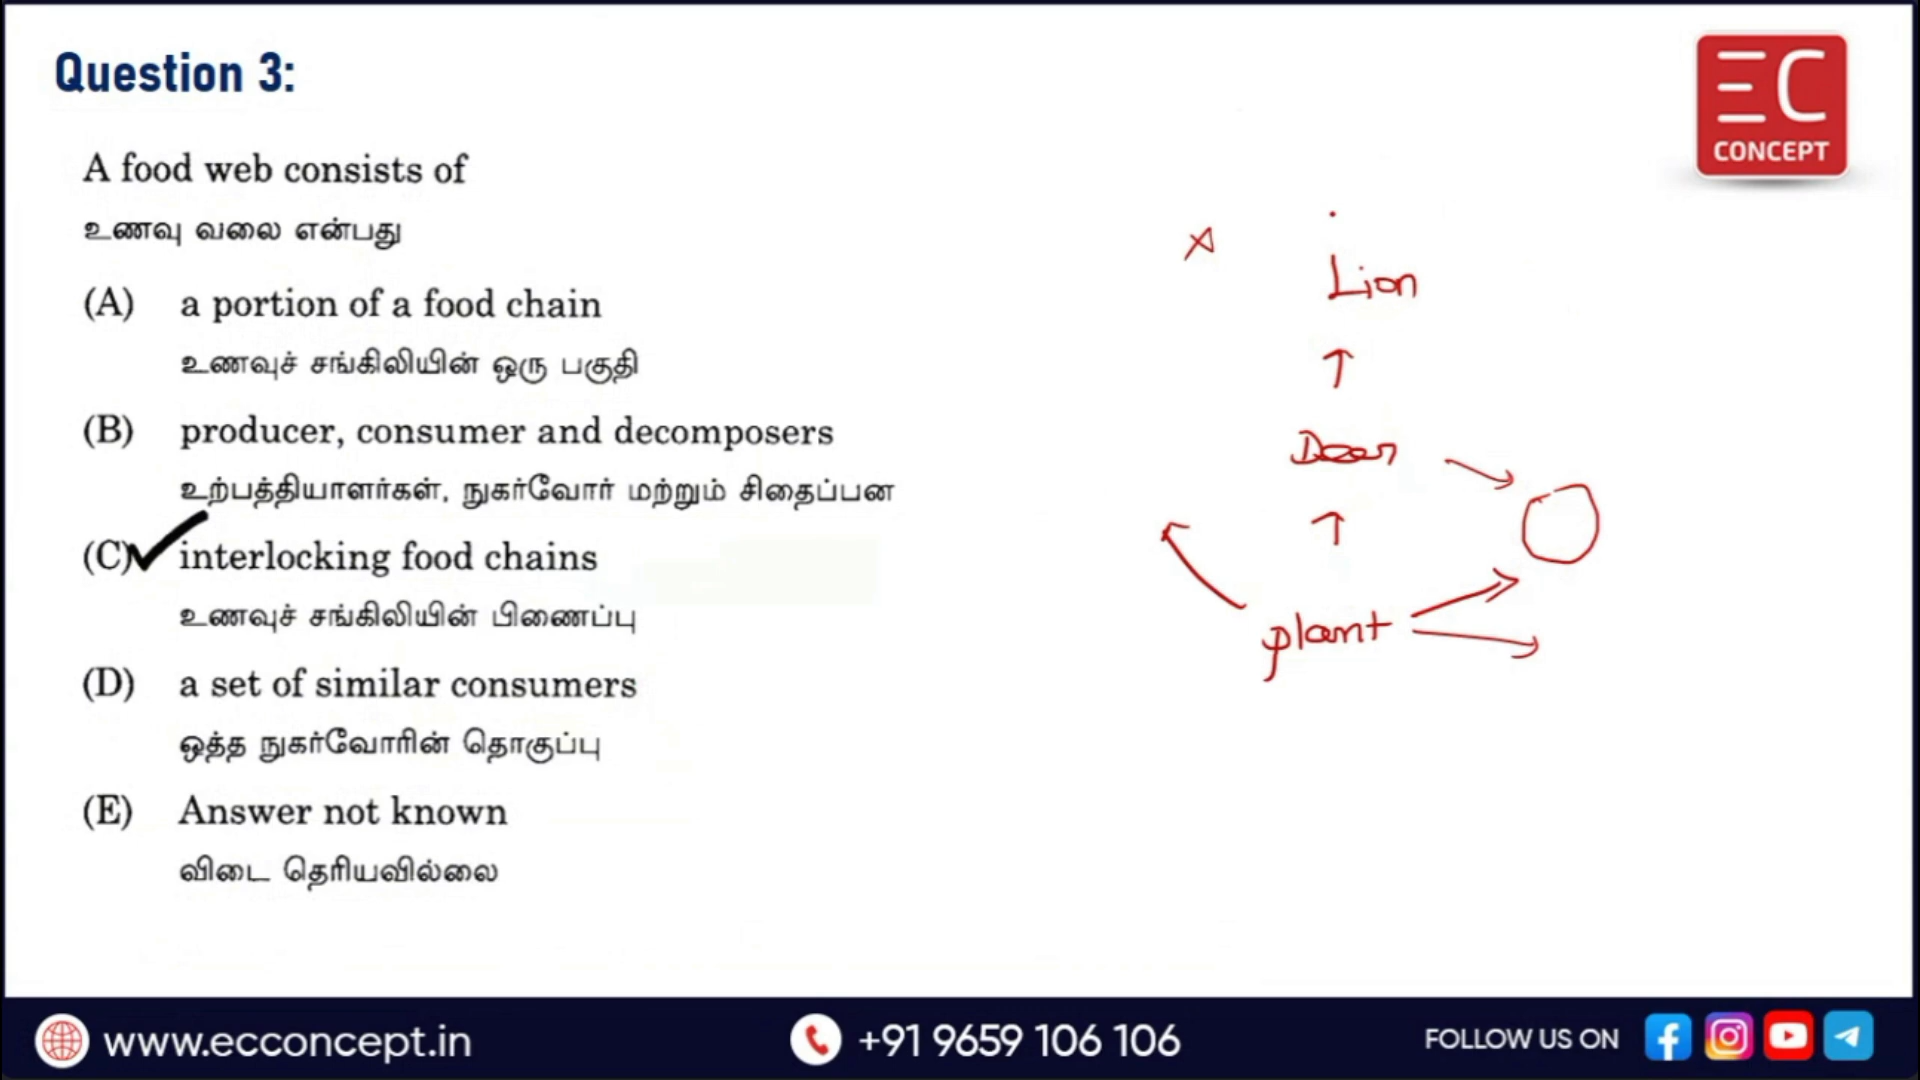 Question 3:
EC
CONCEPT
A food web consists of
உணவு வலை என்பது
(A) a portion of a food chain
உணவுச் சங்கிலியின் ஒரு பகுதி
(B) producer, consumer and decomposers
உற்பத்தியாளர்கள், நுகர்வோர் மற்றும் சிதைப்பன
(C) interlocking food chains
உணவுச் சங்கிலியின் பிணைப்பு
(D) a set of similar consumers
ஒத்த நுகர்வோரின் தொகுப்பு
(E) Answer not known
விடை தெரியவில்லை
Lion
Deer
plant
www.ecconcept.in
+91 9659 106 106
FOLLOW US ON